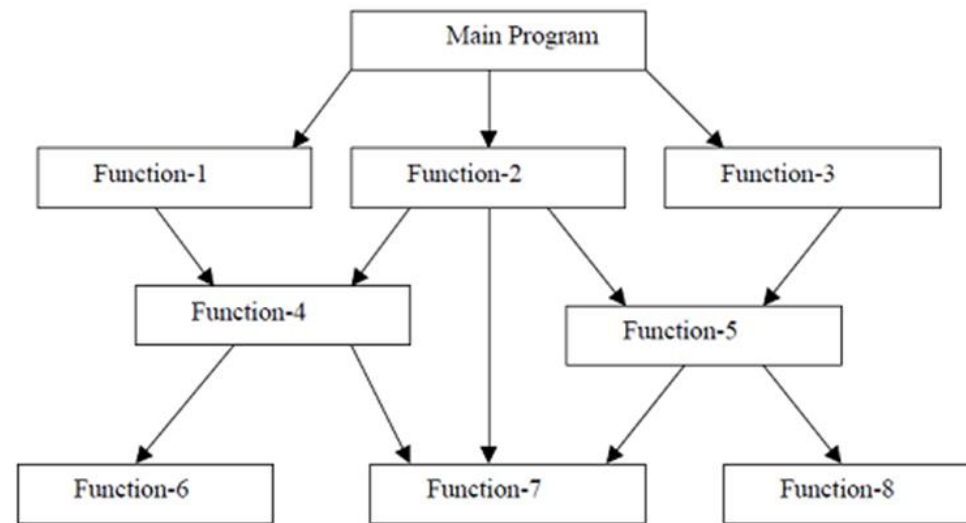 Main Program
Function-1
Function-2
Function-3
Function-4
Function-5
Function-6
Function-7
Function-8